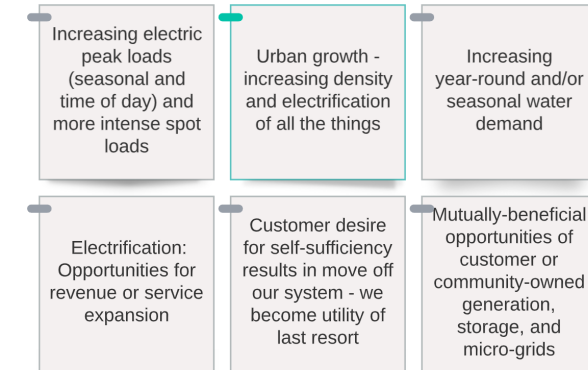 Increasing electric
peak loads
(seasonal and
time of day) and
more intense spot
loads
Urban growth -
increasing density
and electrification
of all the things
Increasing
year-round and/or
seasonal water
demand
Electrification:
Opportunities for
revenue or service
expansion
Customer desire
for self-sufficiency
results in move off
our system - we
become utility of
last resort
Mutually-beneficial
opportunities of
customer or
community-owned
generation,
storage, and
micro-grids